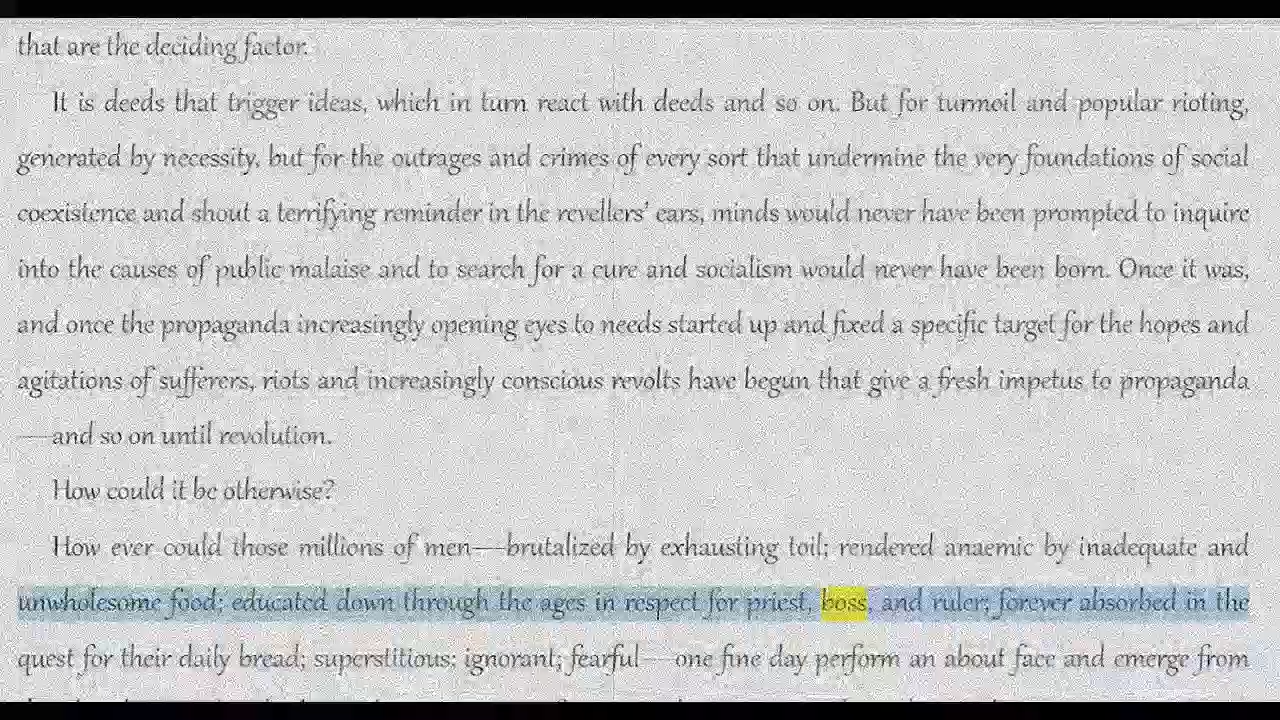 that are the deciding factor.
It is deeds that trigger ideas, which in turn react with deeds and so on. But for turmoil and popular rioting,
generated by necessity, but for the outrages and crimes of every sort that undermine the very foundations of social
coexistence and shout a terrifying reminder in the revellers' ears, minds would never have been prompted to inquire
into the causes of public malaise and to search for a cure and socialism would never have been born. Once it was,
and once the propaganda increasingly opening eyes to needs started up and fixed a specific target for the hopes and
agitations of sufferers, riots and increasingly conscious revolts have begun that give a fresh impetus to propaganda
—and so on until revolution.
How could it be otherwise?
How ever could those millions of men—brutalized by exhausting toil; rendered anaemic by inadequate and
unwholesome food; educated down through the ages in respect for priest, boss, and ruler; forever absorbed in the
quest for their daily bread; superstitious; ignorant; fearful—one fine day perform an about face and emerge from